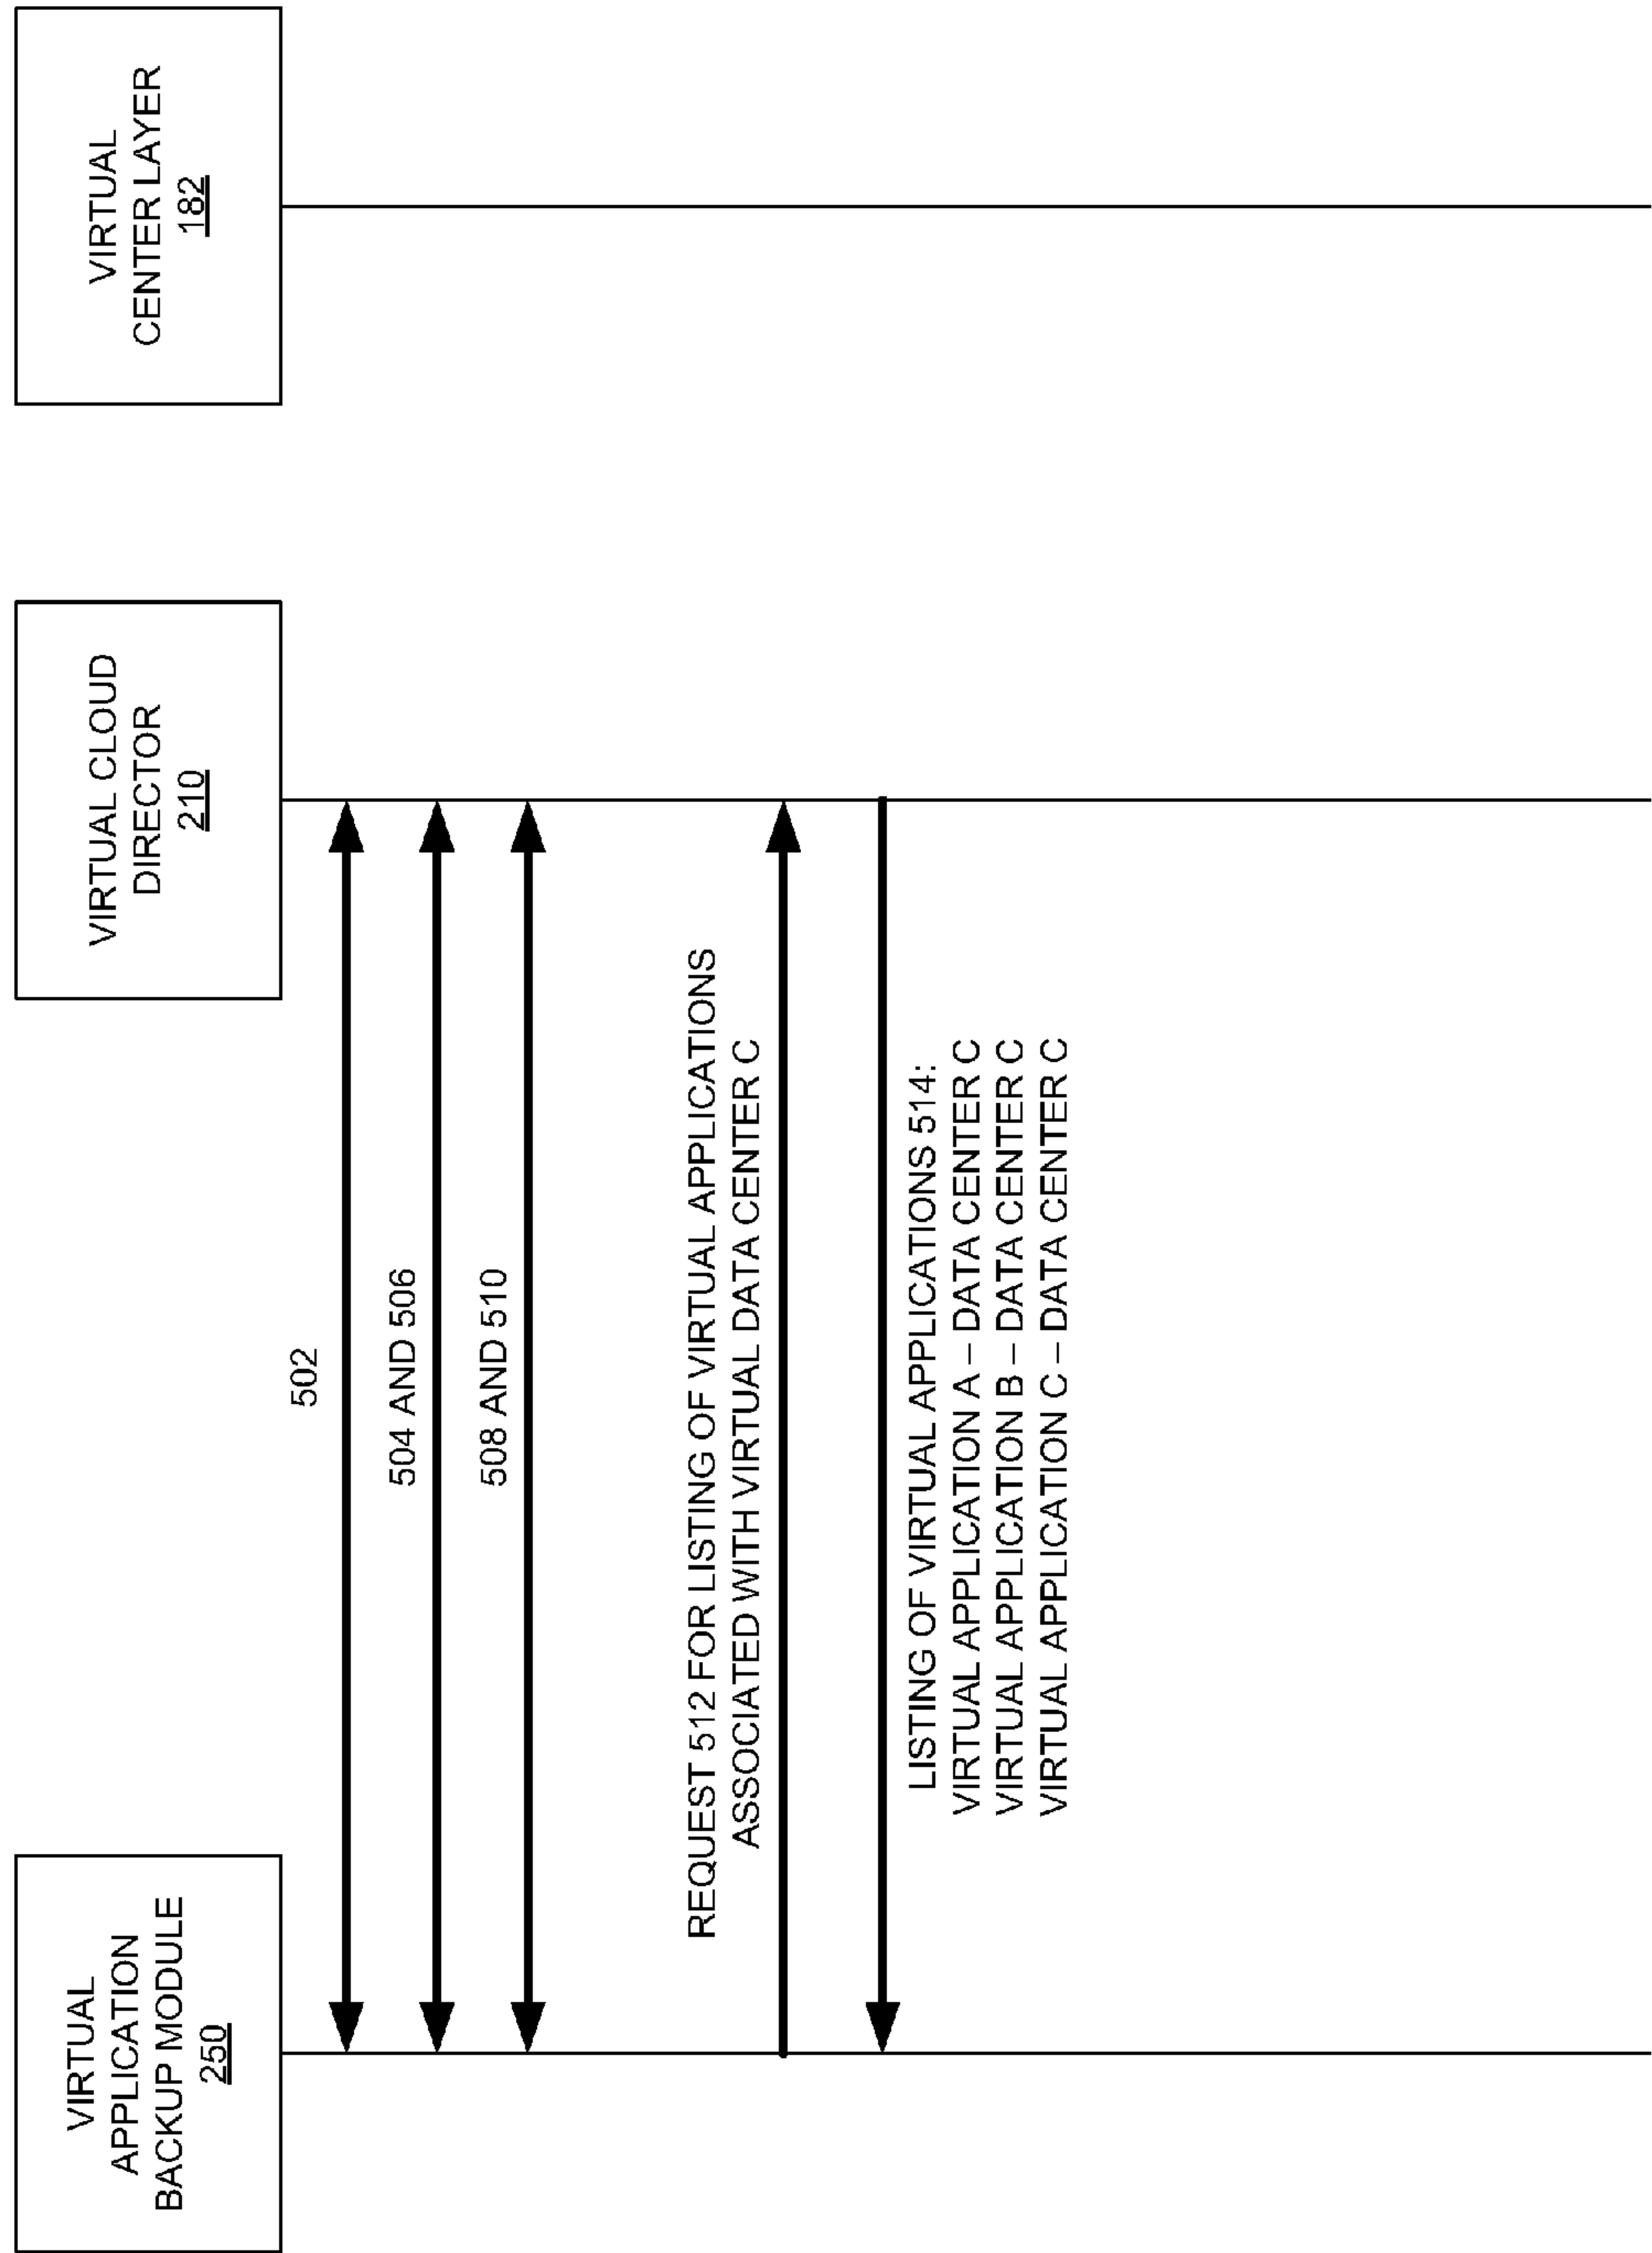 VIRTUAL
APPLICATION
BACKUP MODULE
250
VIRTUAL CLOUD
DIRECTOR
210
VIRTUAL
CENTER LAYER
182
502
504 AND 506
508 AND 510
REQUEST 512 FOR LISTING OF VIRTUAL APPLICATIONS
ASSOCIATED WITH VIRTUAL DATA CENTER C
LISTING OF VIRTUAL APPLICATIONS 514:
VIRTUAL APPLICATION A – DATA CENTER C
VIRTUAL APPLICATION B – DATA CENTER C
VIRTUAL APPLICATION C – DATA CENTER C